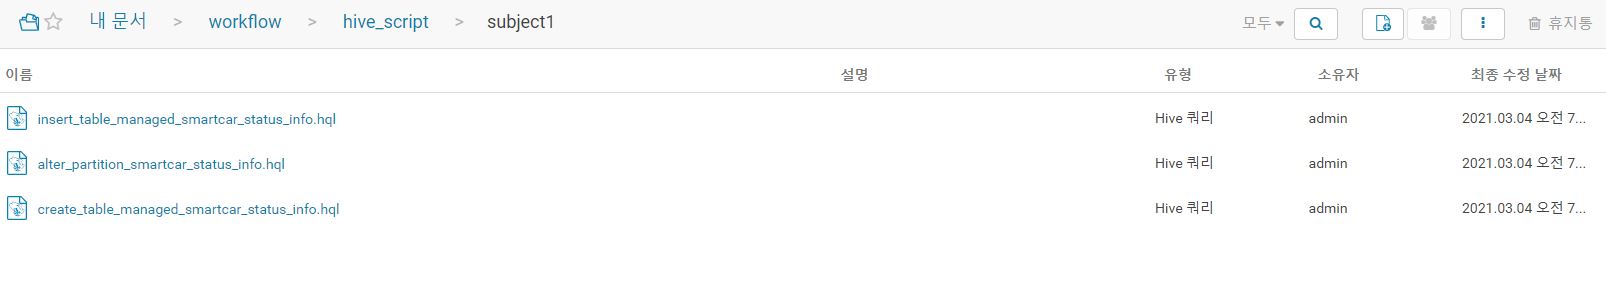 내 문서 > workflow > hive_script > subject1 모두 휴지통
이름 설명 유형 소유자 최종 수정 날짜
insert_table_managed_smartcar_status_info.hql Hive 쿼리 admin 2021.03.04 오전 7...
alter_partition_smartcar_status_info.hql Hive 쿼리 admin 2021.03.04 오전 7...
create_table_managed_smartcar_status_info.hql Hive 쿼리 admin 2021.03.04 오전 7...